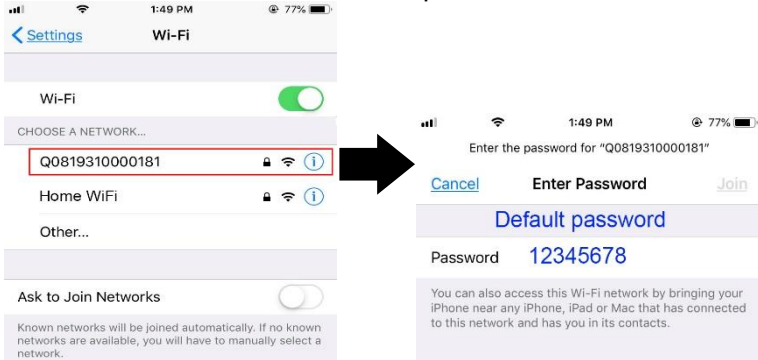 1:49 PM
77%
Settings
Wi-Fi
Wi-Fi
CHOOSE A NETWORK...
Q0819310000181
Home WiFi
Other...
Ask to Join Networks
Known networks will be joined automatically. If no known
networks are available, you will have to manually select a
network.
1:49 PM
77%
Enter the password for “Q0819310000181”
Cancel
Enter Password
Join
Default password
Password 12345678
You can also access this Wi-Fi network by bringing your
iPhone near any iPhone, iPad or Mac that has connected
to this network and has you in its contacts.